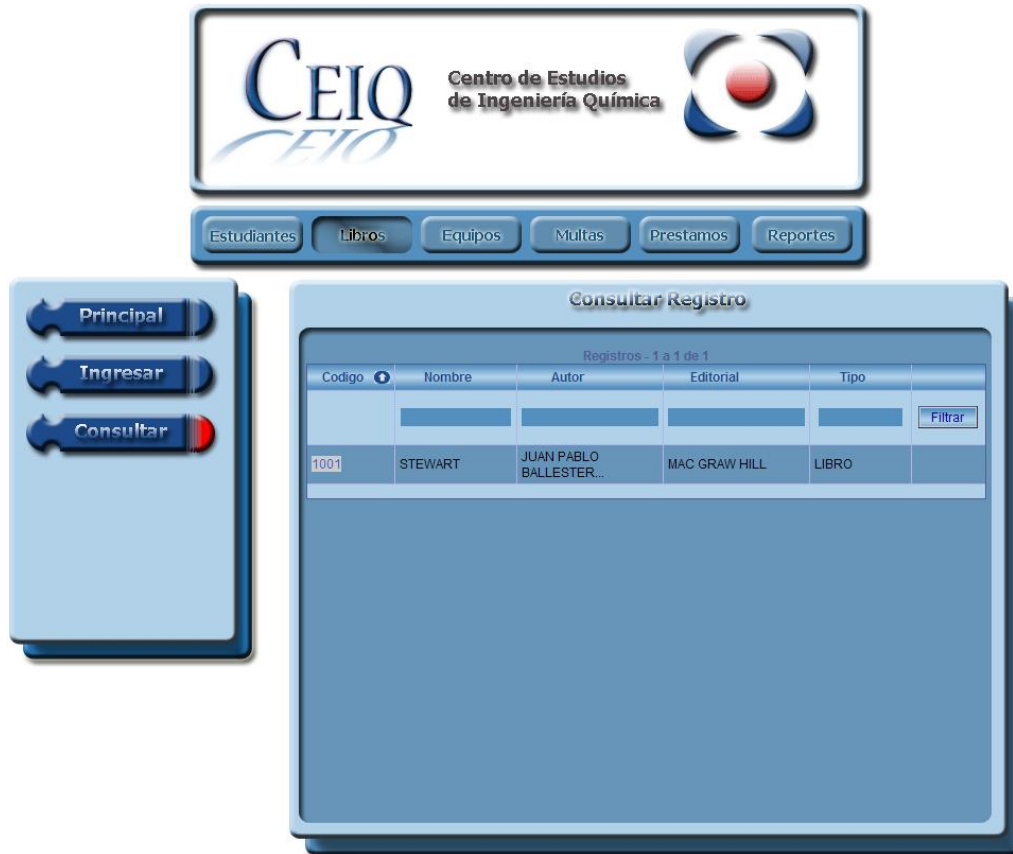 CEIQ
Centro de Estudios
de Ingeniería Química
Estudiantes Libros Equipos Multas Prestamos Reportes
Principal
Ingresar
Consultar
Consultar Registro
Registros - 1 a 1 de 1
Codigo Nombre Autor Editorial Tipo
Filtrar
1001 STEWART JUAN PABLO BALLESTER... MAC GRAW HILL LIBRO